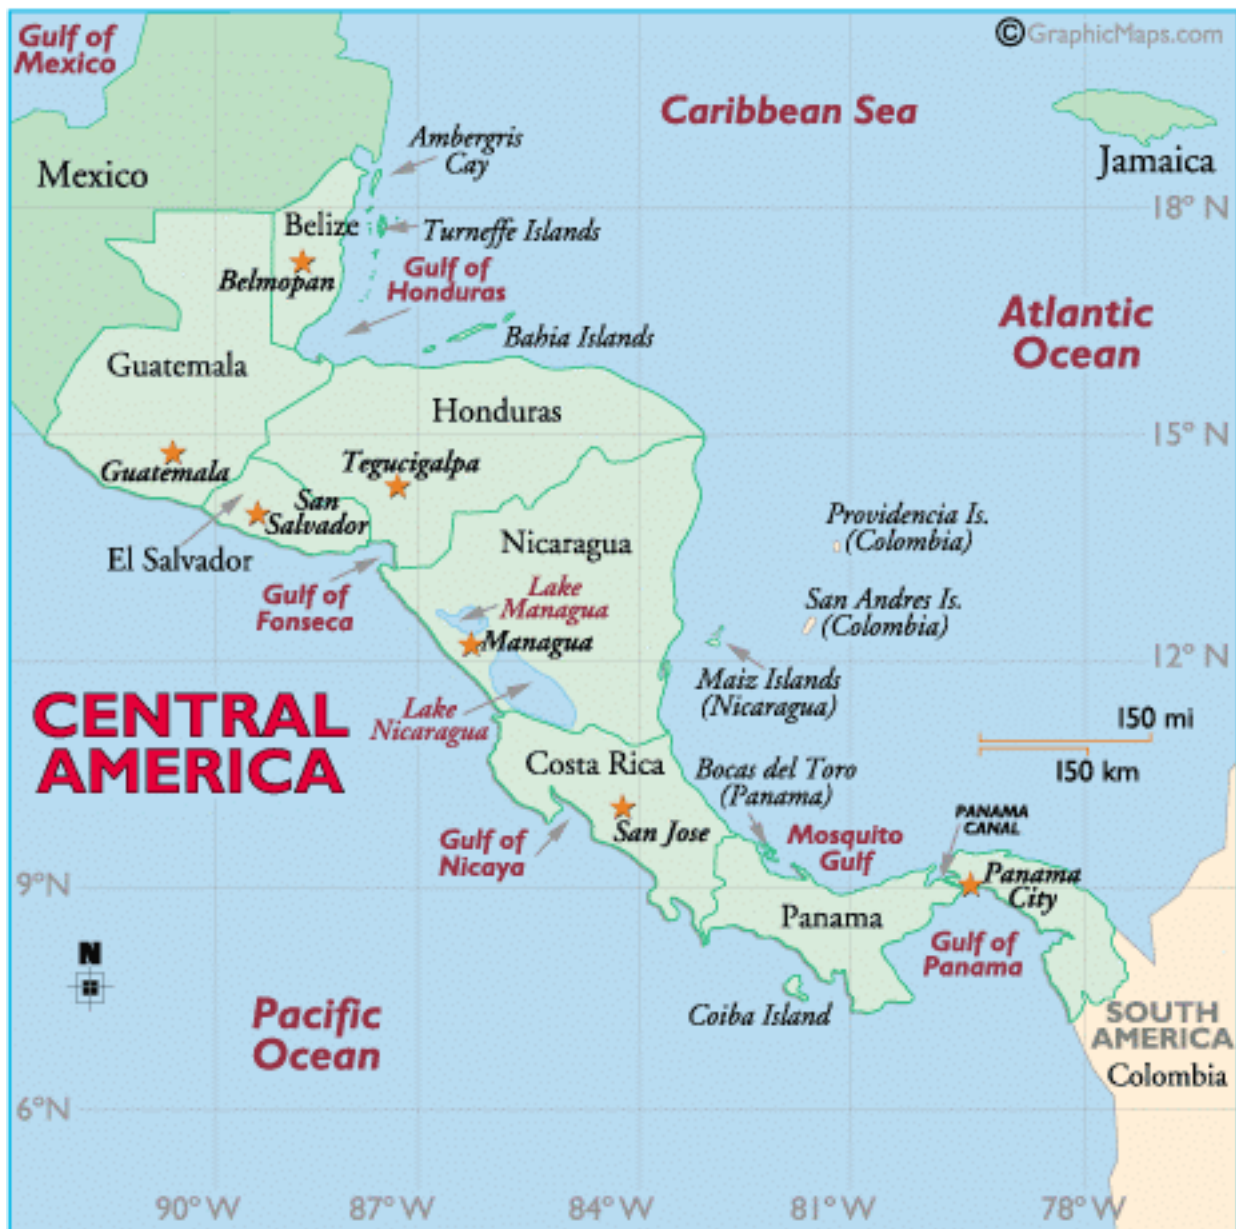 Gulf of
Mexico
©GraphicMaps.com
Caribbean Sea
Ambergris
Cay
Mexico
Jamaica
18° N
Belize
Turneffe Islands
Belmopan
Gulf of
Honduras
Bahia Islands
Atlantic
Ocean
Guatemala
Honduras
15° N
Guatemala
Tegucigalpa
San
Salvador
El Salvador
Nicaragua
Providencia Is.
(Colombia)
Gulf of
Fonseca
Lake
Managua
San Andres Is.
(Colombia)
Managua
12° N
Maiz Islands
(Nicaragua)
CENTRAL
AMERICA
Lake
Nicaragua
150 mi
150 km
Costa Rica
Bocas del Toro
(Panama)
San Jose
Gulf of
Nicaya
Mosquito
Gulf
PANAMA
CANAL
9°N
Panama
City
Panama
Gulf of
Panama
N
Coiba Island
Pacific
Ocean
SOUTH
AMERICA
Colombia
6°N
90°W
87°W
84°W
81°W
78°W